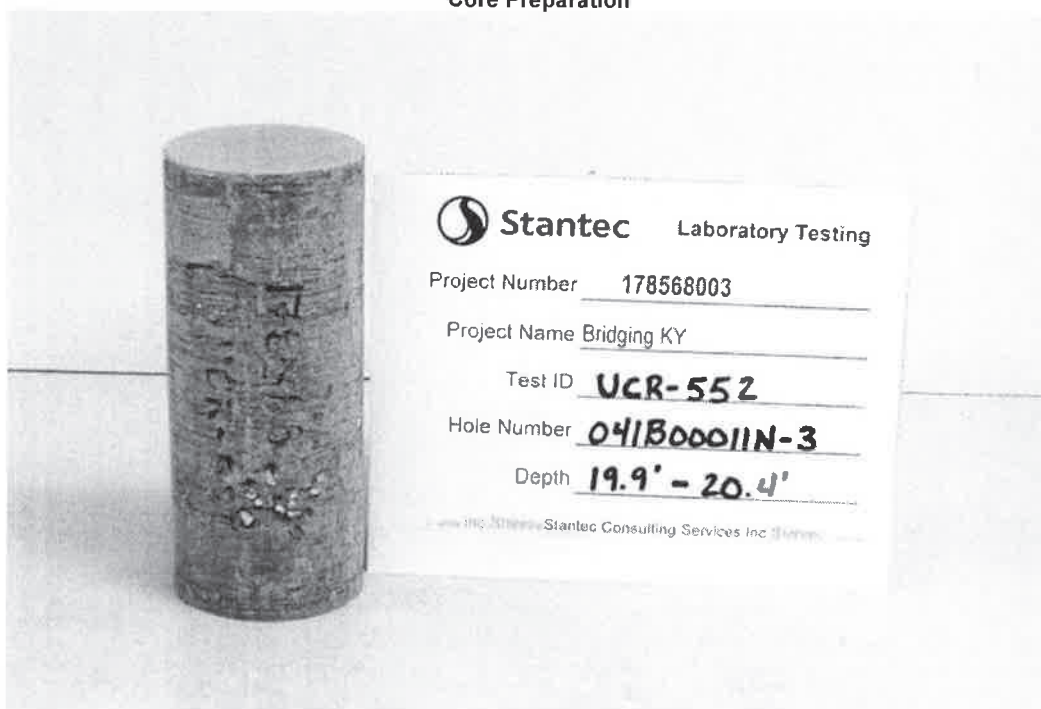 Core Preparation
Stantec Laboratory Testing
Project Number 178568003
Project Name Bridging KY
Test ID UCR-552
Hole Number 041B00011N-3
Depth 19.9' - 20.4'
Stantec Consulting Services Inc